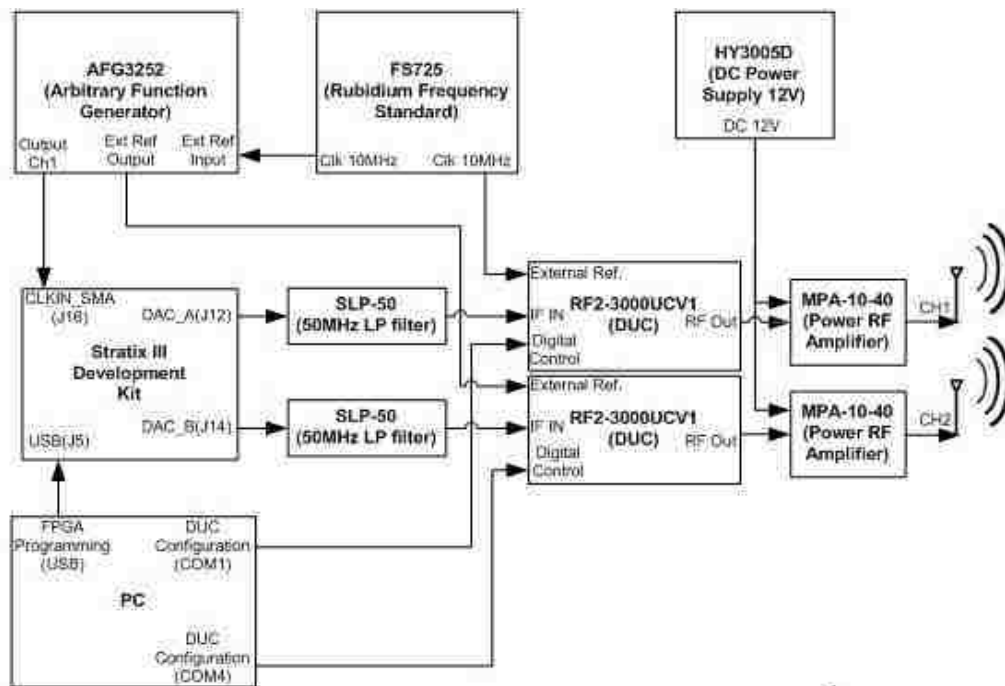 AFG3252
(Arbitrary Function
Generator)
Output
Ch1
Ext Ref
Output
Ext Ref
Input
FS725
(Rubidium Frequency
Standard)
Clk 10MHz
Clk 10MHz
HY3005D
(DC Power
Supply 12V)
DC 12V
CLKIN_SMA
(J16)
DAC_A(J12)
Stratix III
Development
Kit
DAC_B(J14)
USB(J5)
SLP-50
(50MHz LP filter)
SLP-50
(50MHz LP filter)
External Ref.
RF2-3000UCV1
(DUC)
IF IN
RF Out
Digital
Control
External Ref.
RF2-3000UCV1
(DUC)
IF IN
RF Out
Digital
Control
MPA-10-40
(Power RF
Amplifier)
CH1
MPA-10-40
(Power RF
Amplifier)
CH2
FPGA
Programming
(USB)
DUC
Configuration
(COM1)
PC
DUC
Configuration
(COM4)